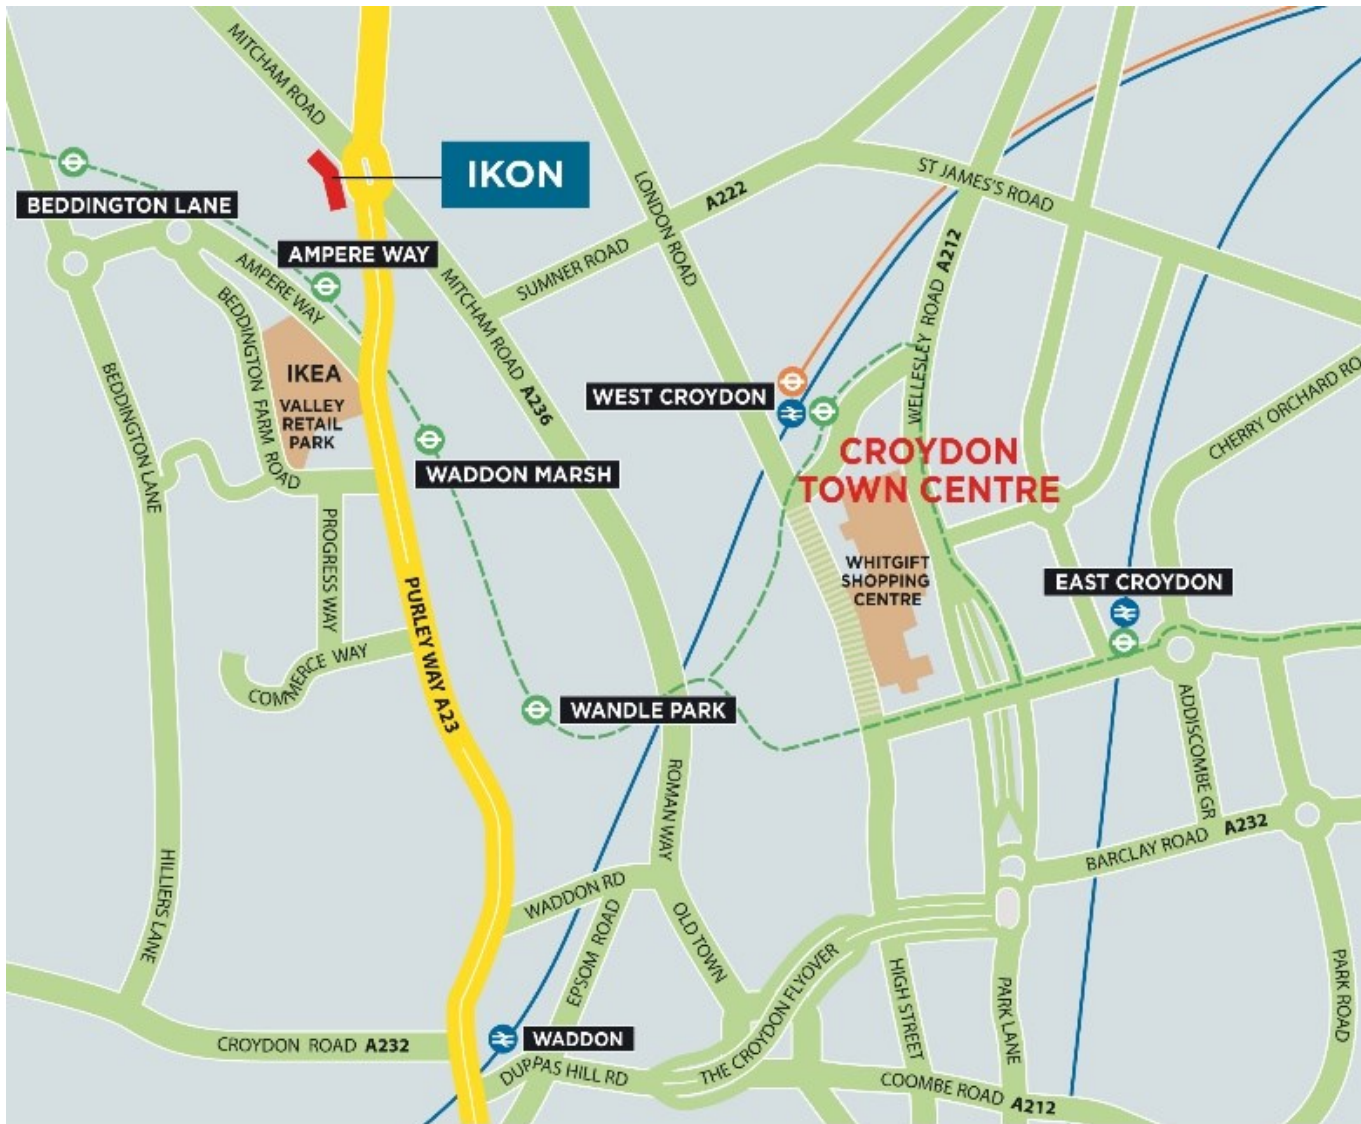 MITCHAM ROAD
IKON
BEDDINGTON LANE
AMPERE WAY
AMPERE WAY
BEDDINGTON FARM ROAD
BEDDINGTON LANE
IKEA
VALLEY
RETAIL
PARK
MITCHAM ROAD A236
SUMNER ROAD
A222
LONDON ROAD
ST JAMES'S ROAD
WELLESLEY ROAD A212
WEST CROYDON
CROYDON
TOWN CENTRE
CHERRY ORCHARD RO
WADDON MARSH
PROGRESS WAY
COMMERCE WAY
PURLEY WAY A23
WHITGIFT
SHOPPING
CENTRE
EAST CROYDON
WANDLE PARK
ROMAN WAY
ADDISCOMBE GR
BARCLAY ROAD A232
HILLIERS LANE
WADDON RD
EPSOM ROAD
OLD TOWN
THE CROYDON FLYOVER
HIGH STREET
PARK LANE
PARK ROAD
CROYDON ROAD A232
WADDON
DUPPAS HILL RD
COOMBE ROAD A212